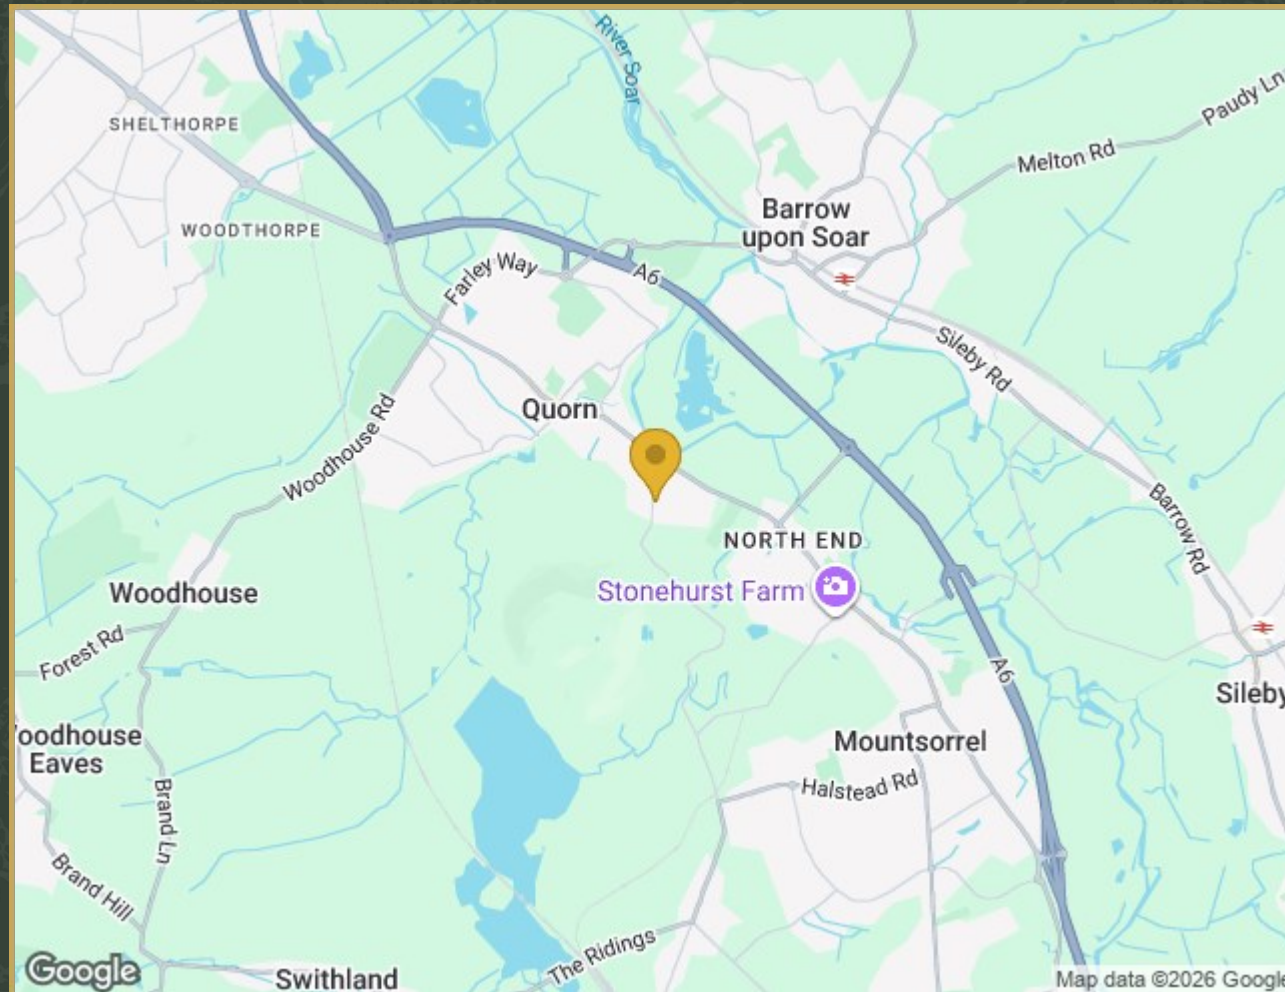 River Soar
SHELTHORPE
Paudy Ln
Melton Rd
WOODTHORPE
Barrow
upon Soar
Farley Way
A6
Sileby Rd
Quorn
Woodhouse Rd
Barrow Rd
NORTH END
Stonehurst Farm
Woodhouse
Forest Rd
A6
Sileby
oodhouse
Eaves
Mountsorrel
Halstead Rd
Brand Ln
Brand Hill
The Ridings
Swithland
Google
Map data ©2026 Google